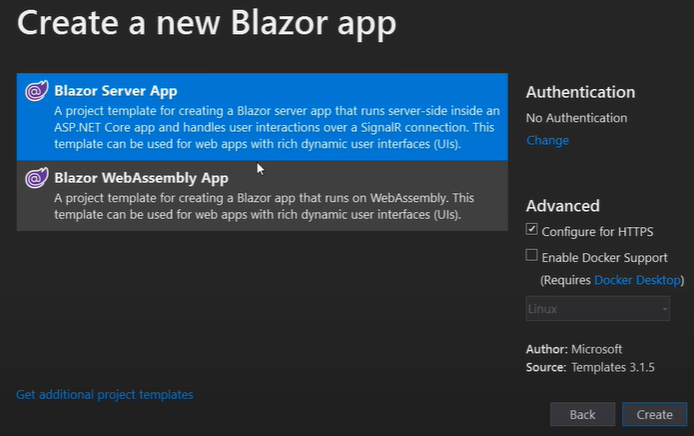 Create a new Blazor app
Blazor Server App
A project template for creating a Blazor server app that runs server-side inside an
ASP.NET Core app and handles user interactions over a SignalR connection. This
template can be used for web apps with rich dynamic user interfaces (UIs).
Blazor WebAssembly App
A project template for creating a Blazor app that runs on WebAssembly. This
template can be used for web apps with rich dynamic user interfaces (UIs).
Authentication
No Authentication
Change
Advanced
Configure for HTTPS
Enable Docker Support
(Requires Docker Desktop)
Linux
Author: Microsoft
Source: Templates 3.1.5
Get additional project templates
Back
Create